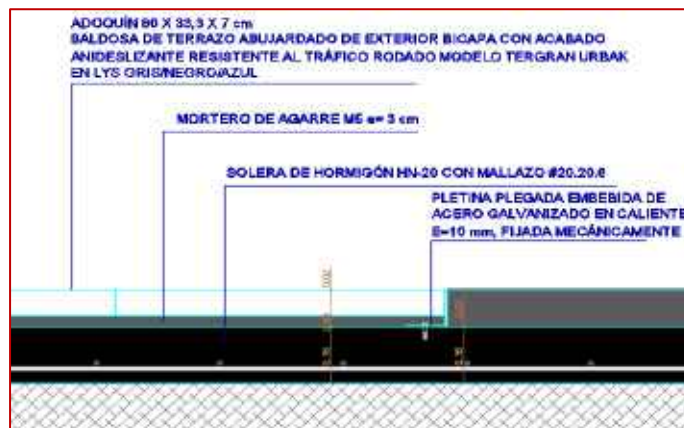 ADOQUÍN 60 X 33,3 X 7 cm
BALDOSA DE TERRAZO ABUJARDADO DE EXTERIOR BICAPA CON ACABADO
ANIDESLIZANTE RESISTENTE AL TRÁFICO RODADO MODELO TERGRAN URBAK
EN LYS GRIS/NEGRO/AZUL
MORTERO DE AGARRE M5 e= 3 cm
SOLERA DE HORMIGÓN HN-20 CON MALLAZO #20.20.6
PLETINA PLEGADA EMBEBIDA DE
ACERO GALVANIZADO EN CALIENTE
E=10 mm, FIJADA MECÁNICAMENTE